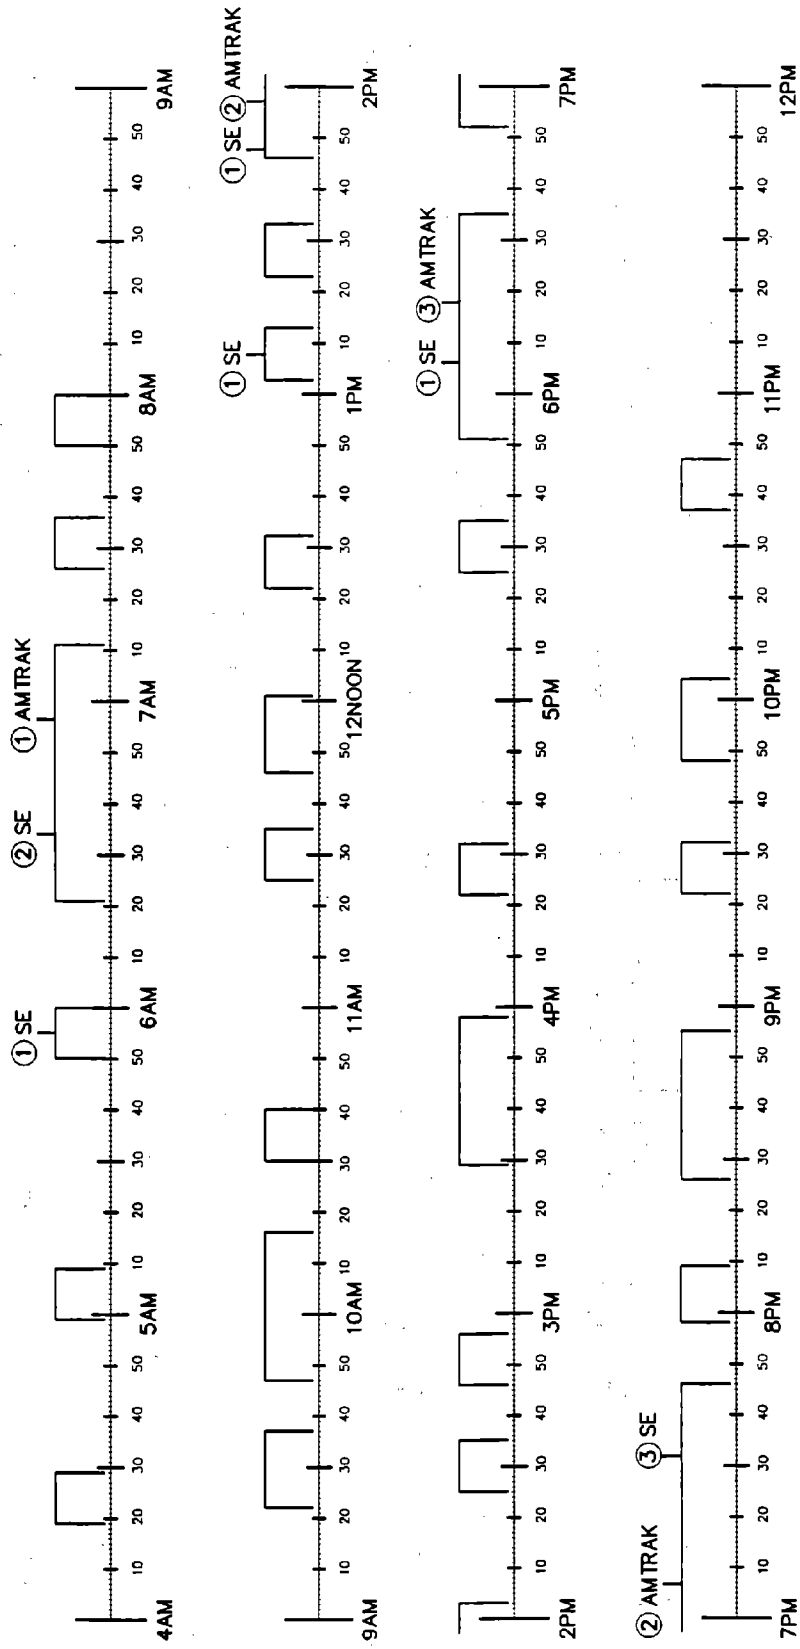 ① SE ② SE ① AMTRAK
4AM 10 20 30 40 50 5AM 10 20 30 40 50 6AM 10 20 30 40 50 7AM 10 20 30 40 50 8AM 10 20 30 40 50 9AM
① SE ① SE ② AMTRAK
9AM 10 20 30 40 50 10AM 10 20 30 40 50 11AM 10 20 30 40 50 12NOON 10 20 30 40 50 1PM 10 20 30 40 50 2PM
① SE ③ AMTRAK
2PM 10 20 30 40 50 3PM 10 20 30 40 50 4PM 10 20 30 40 50 5PM 10 20 30 40 50 6PM 10 20 30 40 50 7PM
② AMTRAK ③ SE
7PM 10 20 30 40 50 8PM 10 20 30 40 50 9PM 10 20 30 40 50 10PM 10 20 30 40 50 11PM 10 20 30 40 50 12PM